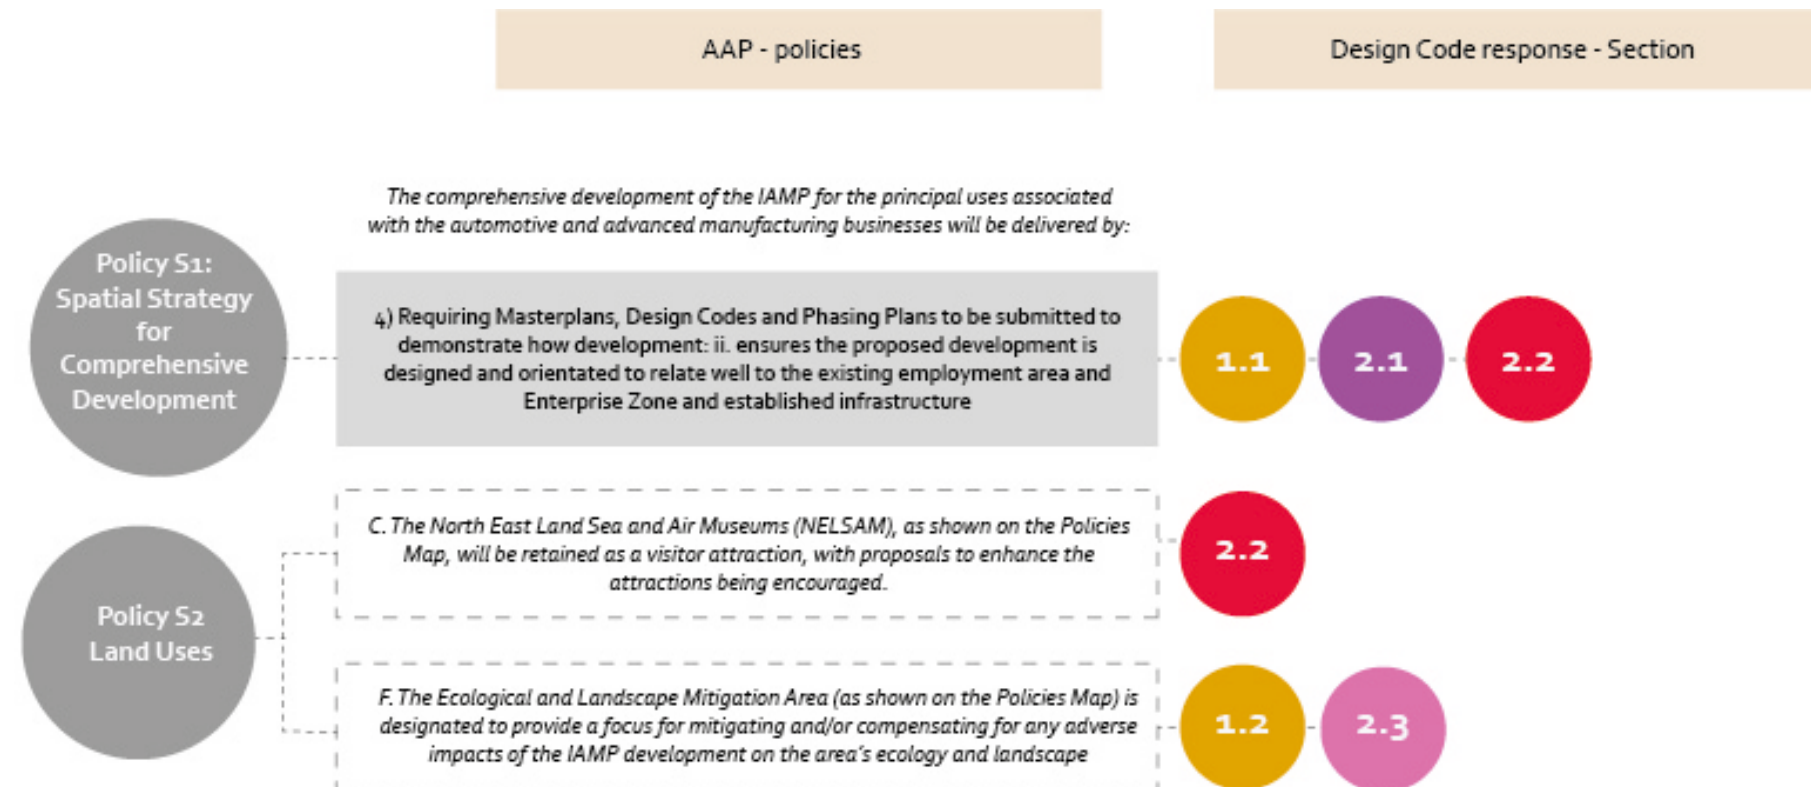 AAP - policies
Design Code response - Section
The comprehensive development of the IAMP for the principal uses associated
with the automotive and advanced manufacturing businesses will be delivered by:
Policy S1:
Spatial Strategy
for
Comprehensive
Development
4) Requiring Masterplans, Design Codes and Phasing Plans to be submitted to
demonstrate how development: ii. ensures the proposed development is
designed and orientated to relate well to the existing employment area and
Enterprise Zone and established infrastructure
1.1
2.1
2.2
Policy S2
Land Uses
C. The North East Land Sea and Air Museums (NELSAM), as shown on the Policies
Map, will be retained as a visitor attraction, with proposals to enhance the
attractions being encouraged.
2.2
F. The Ecological and Landscape Mitigation Area (as shown on the Policies Map) is
designated to provide a focus for mitigating and/or compensating for any adverse
impacts of the IAMP development on the area's ecology and landscape
1.2
2.3